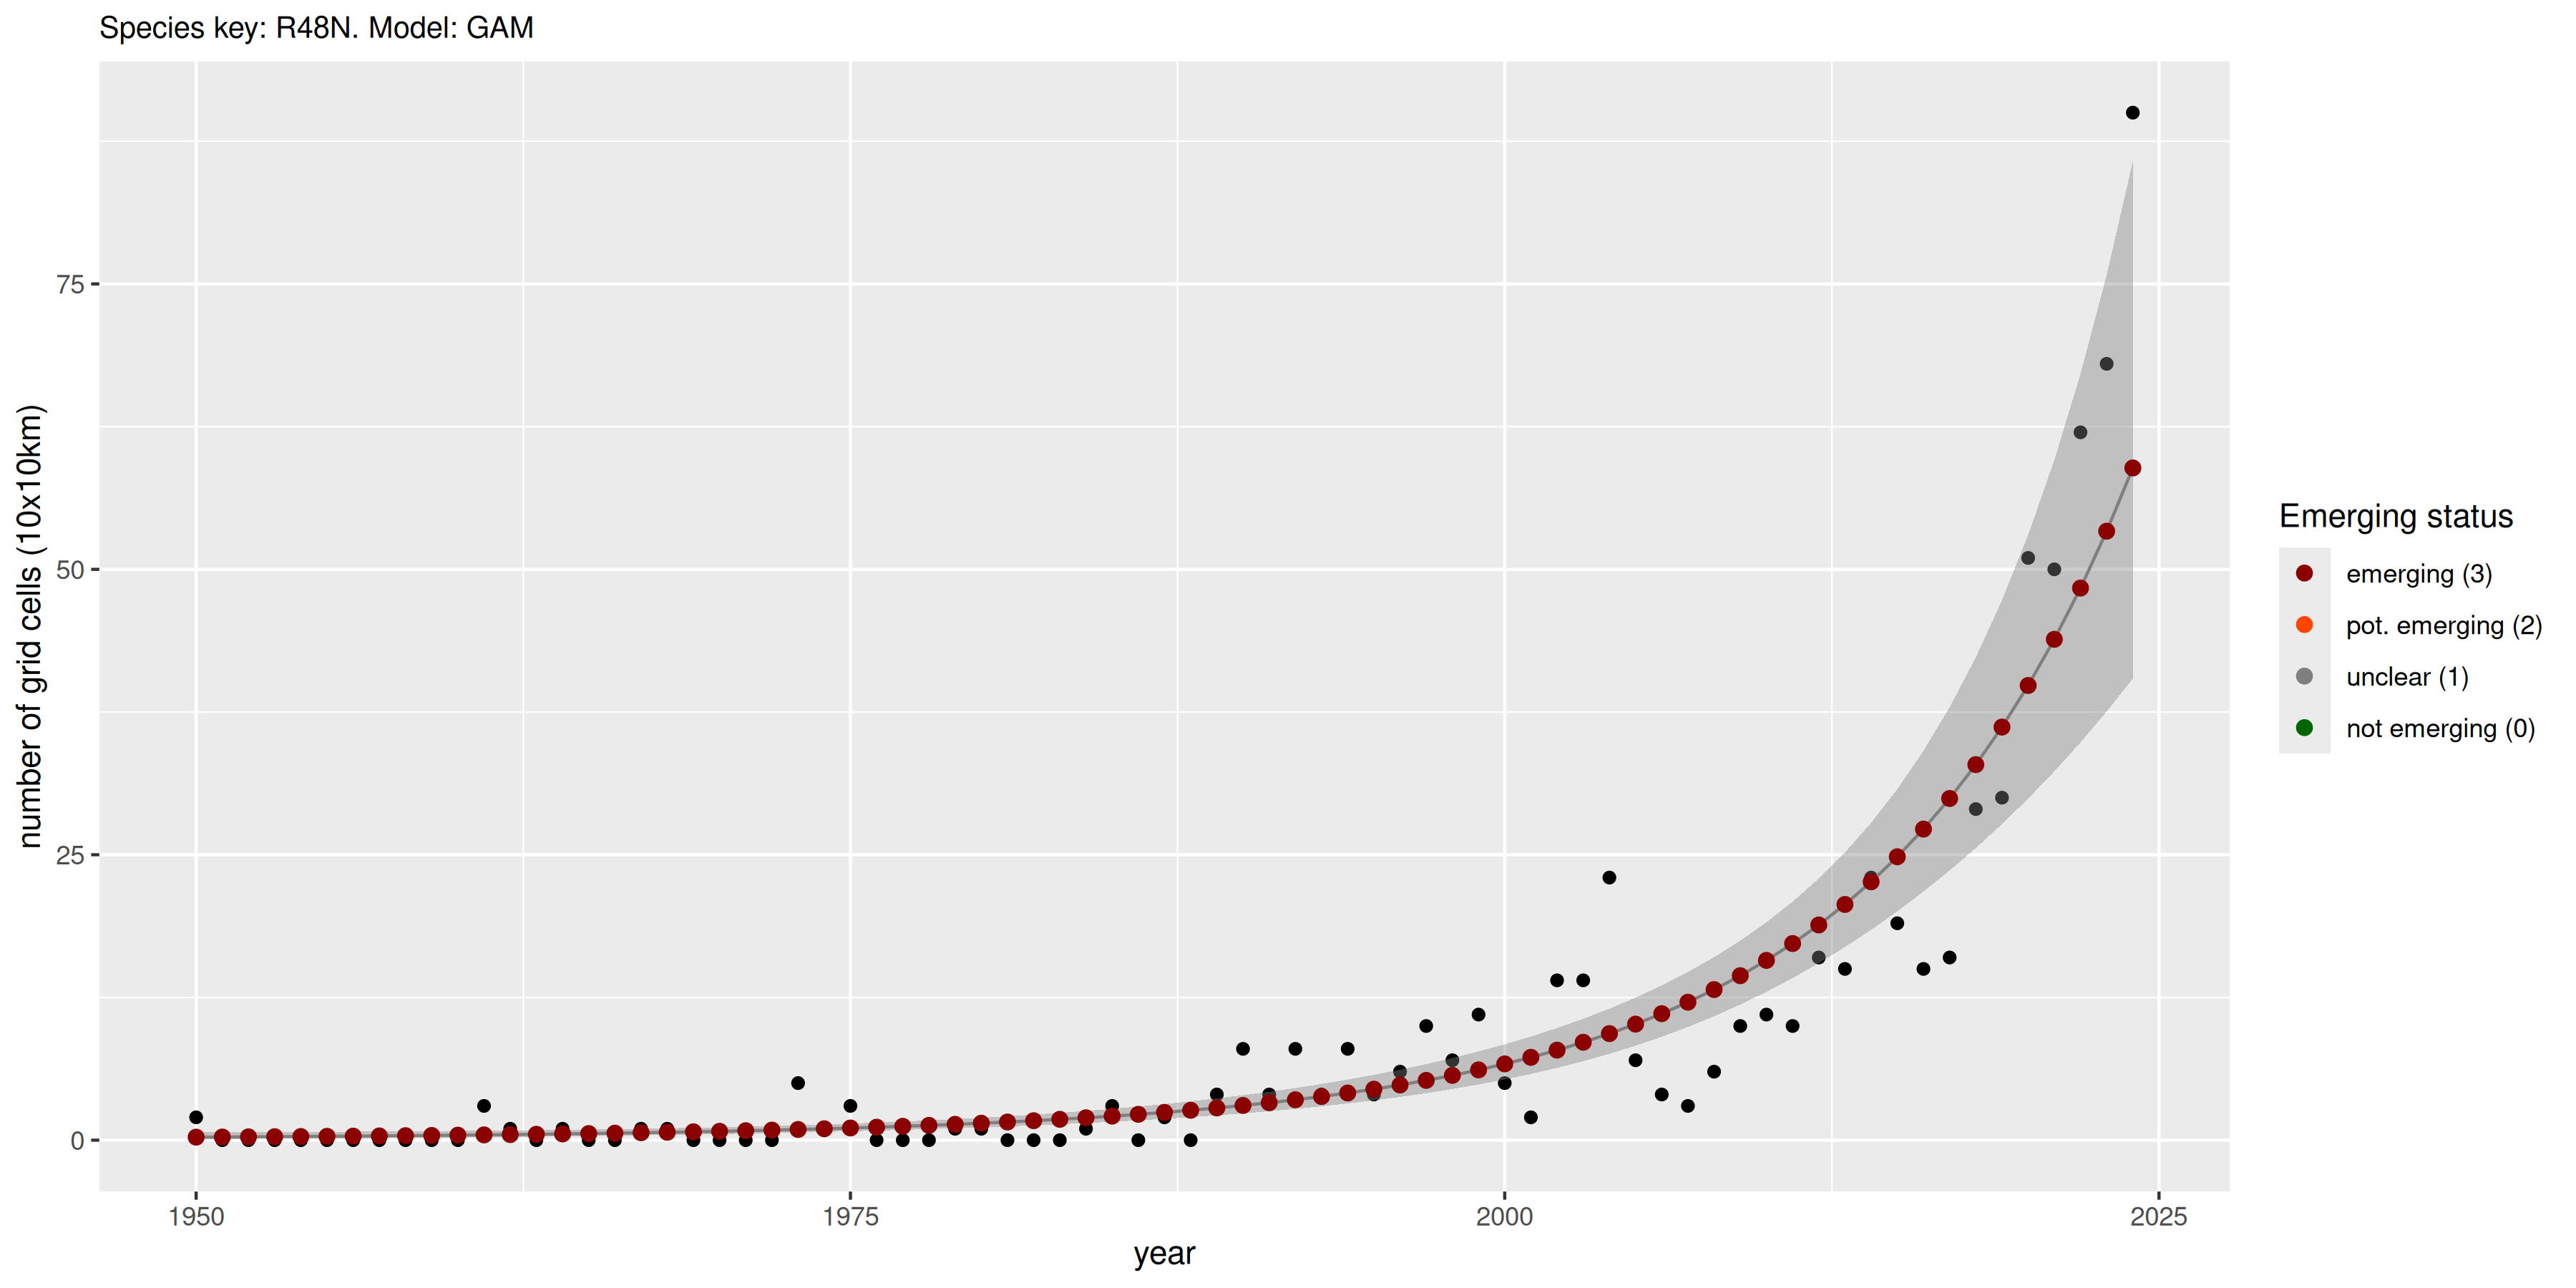 Species key: R48N. Model: GAM
number of grid cells (10x10km)
75
50
25
0
1950
1975
2000
2025
year
Emerging status
emerging (3)
pot. emerging (2)
unclear (1)
not emerging (0)